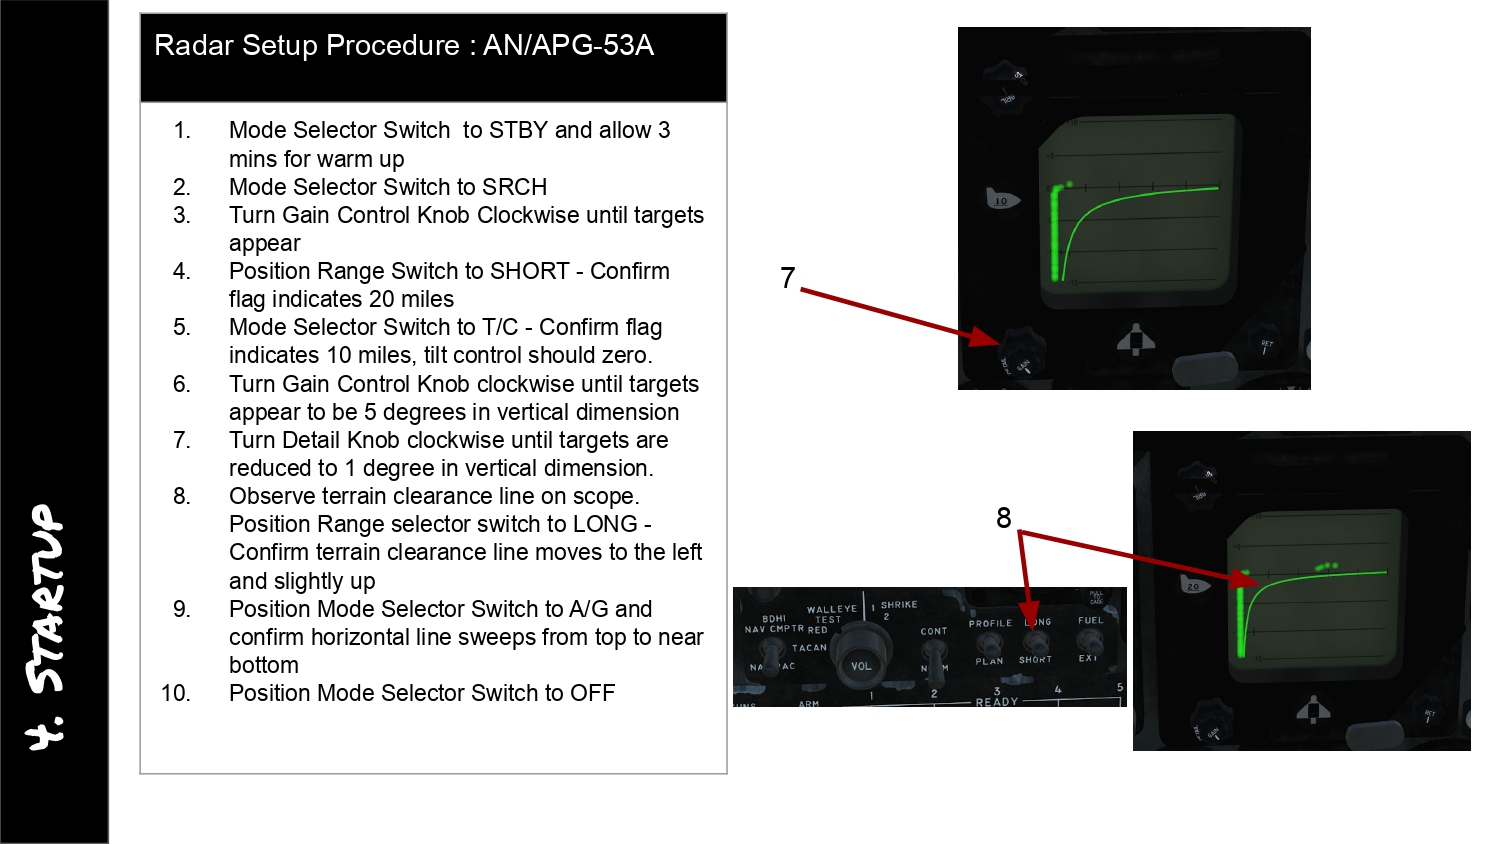 4. STARTUP
Radar Setup Procedure : AN/APG-53A
1. Mode Selector Switch to STBY and allow 3
mins for warm up
2. Mode Selector Switch to SRCH
3. Turn Gain Control Knob Clockwise until targets
appear
4. Position Range Switch to SHORT - Confirm
flag indicates 20 miles
5. Mode Selector Switch to T/C - Confirm flag
indicates 10 miles, tilt control should zero.
6. Turn Gain Control Knob clockwise until targets
appear to be 5 degrees in vertical dimension
7. Turn Detail Knob clockwise until targets are
reduced to 1 degree in vertical dimension.
8. Observe terrain clearance line on scope.
Position Range selector switch to LONG -
Confirm terrain clearance line moves to the left
and slightly up
9. Position Mode Selector Switch to A/G and
confirm horizontal line sweeps from top to near
bottom
10. Position Mode Selector Switch to OFF
7
10
GAIN
RET
8
20
GAIN
RET
BDHI
NAV CMPTR
TACAN
WALLEYE
TEST
RED
1 SHRIKE
2
VOL
CONT
PROFILE
PLAN
LONG
SHORT
FUEL
EXT
PULL
TO
CAGE
1 2 3 4 5
ARM
READY